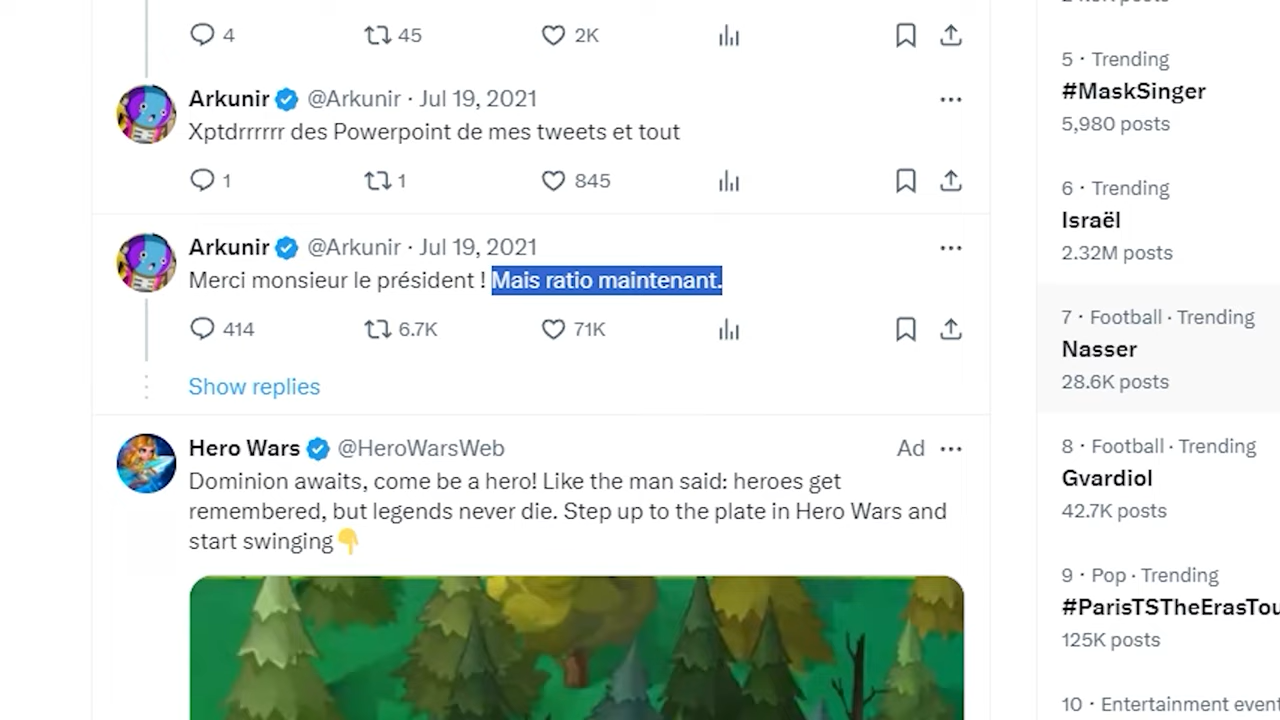 4 45 2K
Arkunir @Arkunir · Jul 19, 2021
Xptdrrrrrr des Powerpoint de mes tweets et tout
1 1 845
Arkunir @Arkunir · Jul 19, 2021
Merci monsieur le président ! Mais ratio maintenant.
414 6.7K 71K
Show replies
Hero Wars @HeroWarsWeb Ad
Dominion awaits, come be a hero! Like the man said: heroes get
remembered, but legends never die. Step up to the plate in Hero Wars and
start swinging👇
5 · Trending
#MaskSinger
5,980 posts
6 · Trending
Israël
2.32M posts
7 · Football · Trending
Nasser
28.6K posts
8 · Football · Trending
Gvardiol
42.7K posts
9 · Pop · Trending
#ParisTSTheErasTou
125K posts
10 · Entertainment event